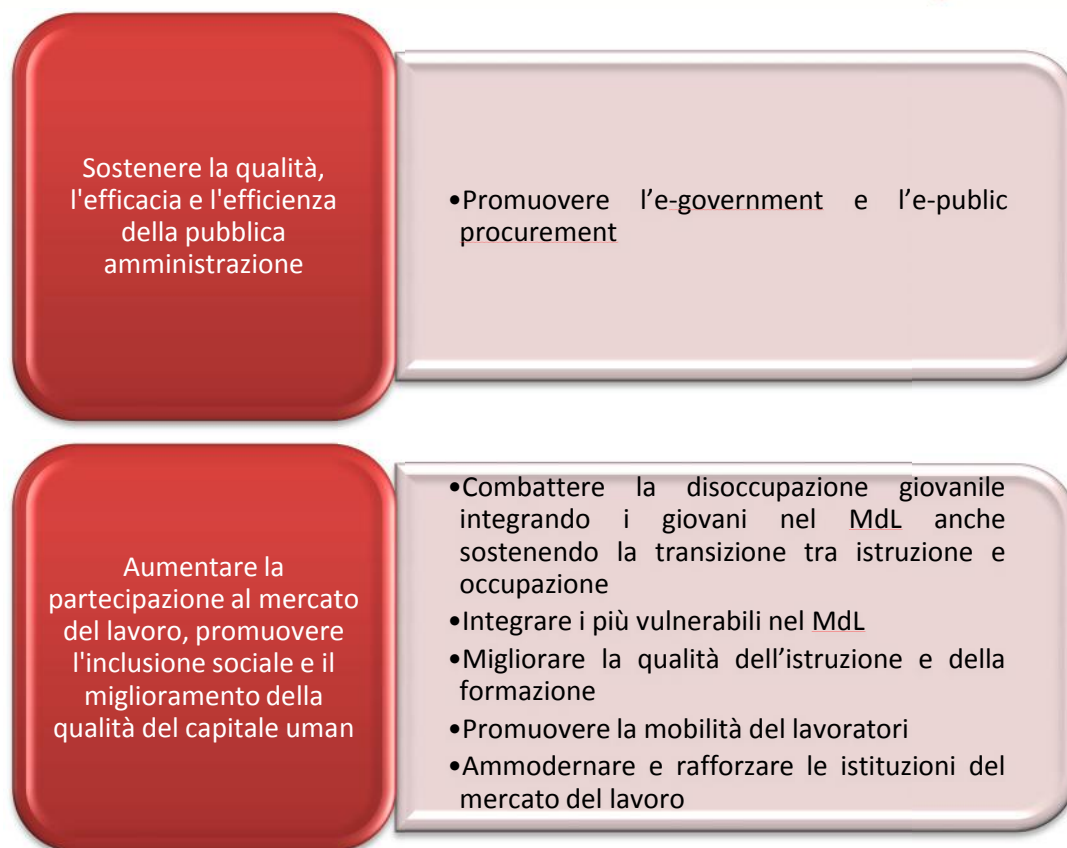 Sostenere la qualità,
l'efficacia e l'efficienza
della pubblica
amministrazione
•Promuovere l’e-government e l’e-public
procurement
Aumentare la
partecipazione al mercato
del lavoro, promuovere
l'inclusione sociale e il
miglioramento della
qualità del capitale uman
•Combattere la disoccupazione giovanile
integrando i giovani nel MdL anche
sostenendo la transizione tra istruzione e
occupazione
•Integrare i più vulnerabili nel MdL
•Migliorare la qualità dell’istruzione e della
formazione
•Promuovere la mobilità del lavoratori
•Ammodernare e rafforzare le istituzioni del
mercato del lavoro